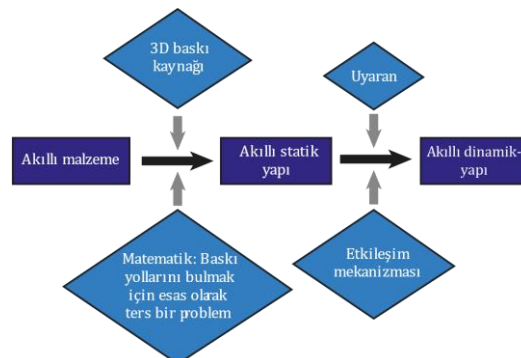 3D baskı
kaynağı
Uyaran
Akıllı malzeme
Akıllı statik
yapı
Akıllı dinamik-
yapı
Matematik: Baskı
yollarını bulmak
için esas olarak
ters bir problem
Etkileşim
mekanizması